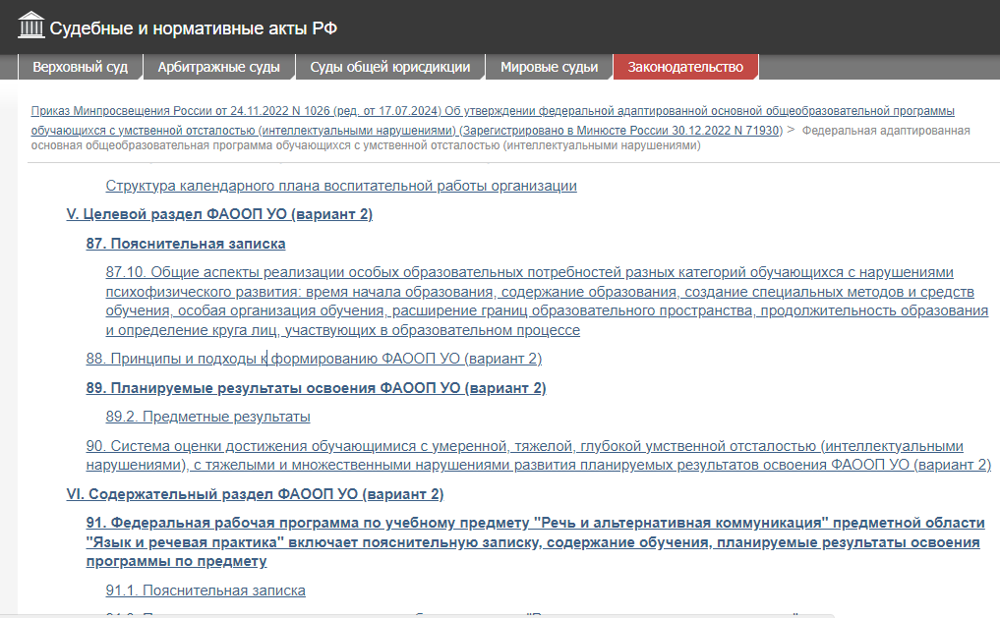 Судебные и нормативные акты РФ
Верховный суд Арбитражные суды Суды общей юрисдикции Мировые судьи Законодательство
Приказ Минпросвещения России от 24.11.2022 N 1026 (ред. от 17.07.2024) Об утверждении федеральной адаптированной основной общеобразовательной программы
обучающихся с умственной отсталостью (интеллектуальными нарушениями) (Зарегистрировано в Минюсте России 30.12.2022 N 71930) > Федеральная адаптированная
основная общеобразовательная программа обучающихся с умственной отсталостью (интеллектуальными нарушениями)
Структура календарного плана воспитательной работы организации
V. Целевой раздел ФАООП УО (вариант 2)
87. Пояснительная записка
87.10. Общие аспекты реализации особых образовательных потребностей разных категорий обучающихся с нарушениями
психофизического развития: время начала образования, содержание образования, создание специальных методов и средств
обучения, особая организация обучения, расширение границ образовательного пространства, продолжительность образования
и определение круга лиц, участвующих в образовательном процессе
88. Принципы и подходы к формированию ФАООП УО (вариант 2)
89. Планируемые результаты освоения ФАООП УО (вариант 2)
89.2. Предметные результаты
90. Система оценки достижения обучающимися с умеренной, тяжелой, глубокой умственной отсталостью (интеллектуальными
нарушениями), с тяжелыми и множественными нарушениями развития планируемых результатов освоения ФАООП УО (вариант 2)
VI. Содержательный раздел ФАООП УО (вариант 2)
91. Федеральная рабочая программа по учебному предмету "Речь и альтернативная коммуникация" предметной области
"Язык и речевая практика" включает пояснительную записку, содержание обучения, планируемые результаты освоения
программы по предмету
91.1. Пояснительная записка